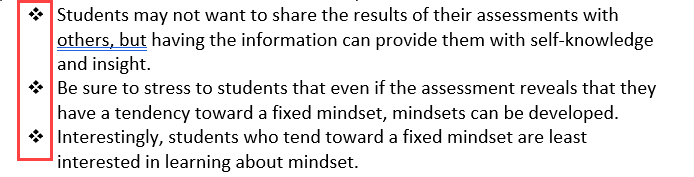 ❖ Students may not want to share the results of their assessments with
others, but having the information can provide them with self-knowledge
and insight.
❖ Be sure to stress to students that even if the assessment reveals that they
have a tendency toward a fixed mindset, mindsets can be developed.
❖ Interestingly, students who tend toward a fixed mindset are least
interested in learning about mindset.